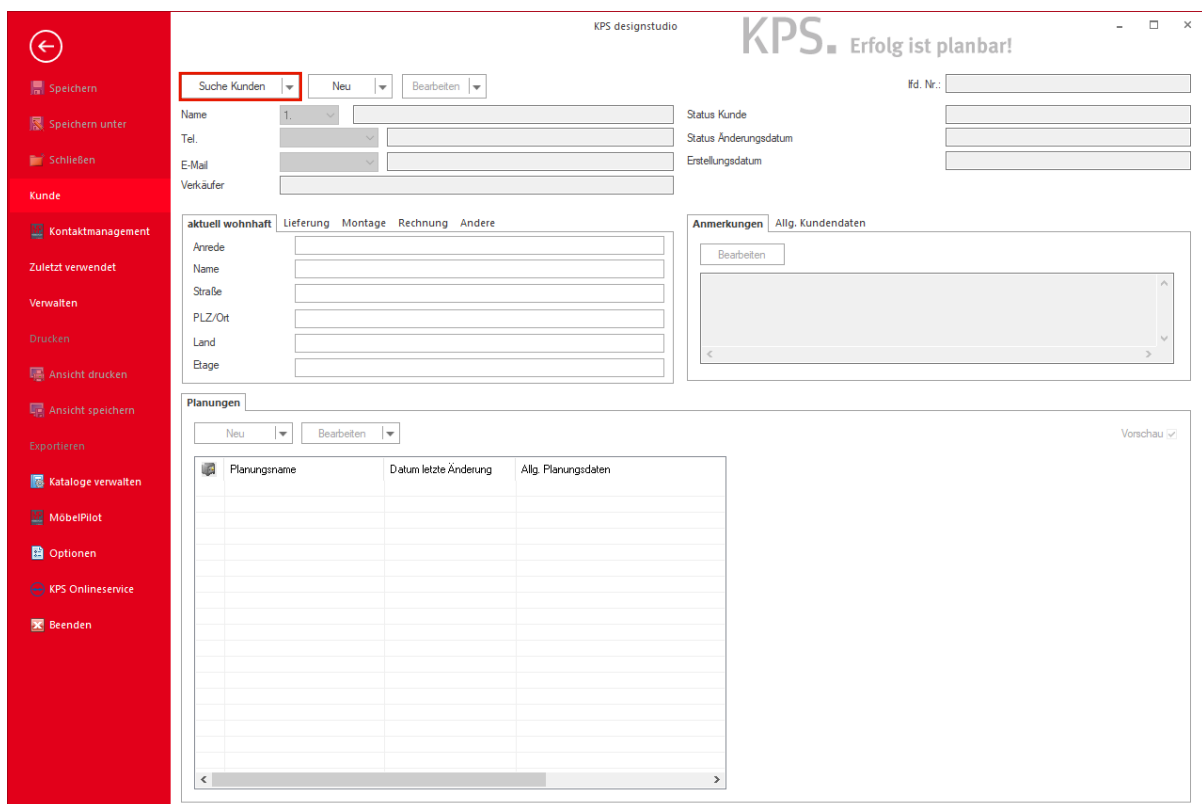 KPS designstudio
KPS. Erfolg ist planbar!
Speichern
Speichern unter
Schließen
Kunde
Kontaktmanagement
Zuletzt verwendet
Verwalten
Drucken
Ansicht drucken
Ansicht speichern
Exportieren
Kataloge verwalten
MöbelPilot
Optionen
KPS Onlineservice
Beenden
Suche Kunden Neu Bearbeiten lfd. Nr.:
Name 1. Status Kunde
Tel. Status Änderungsdatum
E-Mail Erstellungsdatum
Verkäufer
aktuell wohnhaft Lieferung Montage Rechnung Andere
Anrede
Name
Straße
PLZ/Ort
Land
Etage
Anmerkungen Allg. Kundendaten
Bearbeiten
Planungen
Neu Bearbeiten Vorschau
Planungsname Datum letzte Änderung Allg. Planungsdaten